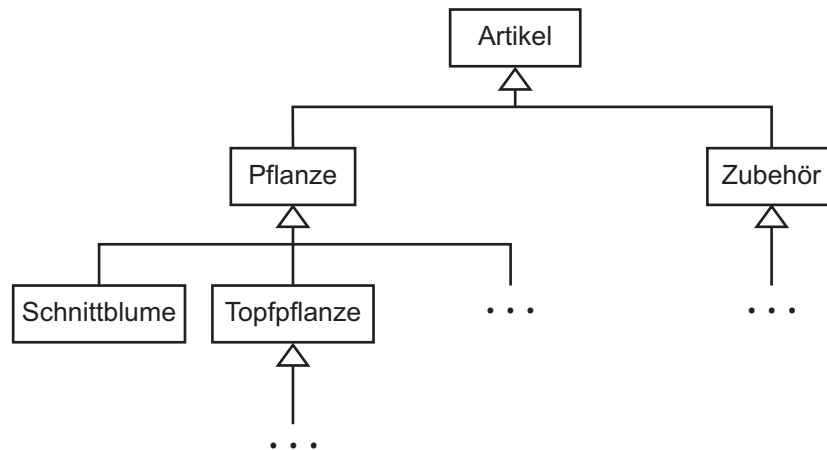 Artikel
Pflanze
Zubehör
Schnittblume
Topfpflanze
...
...
...